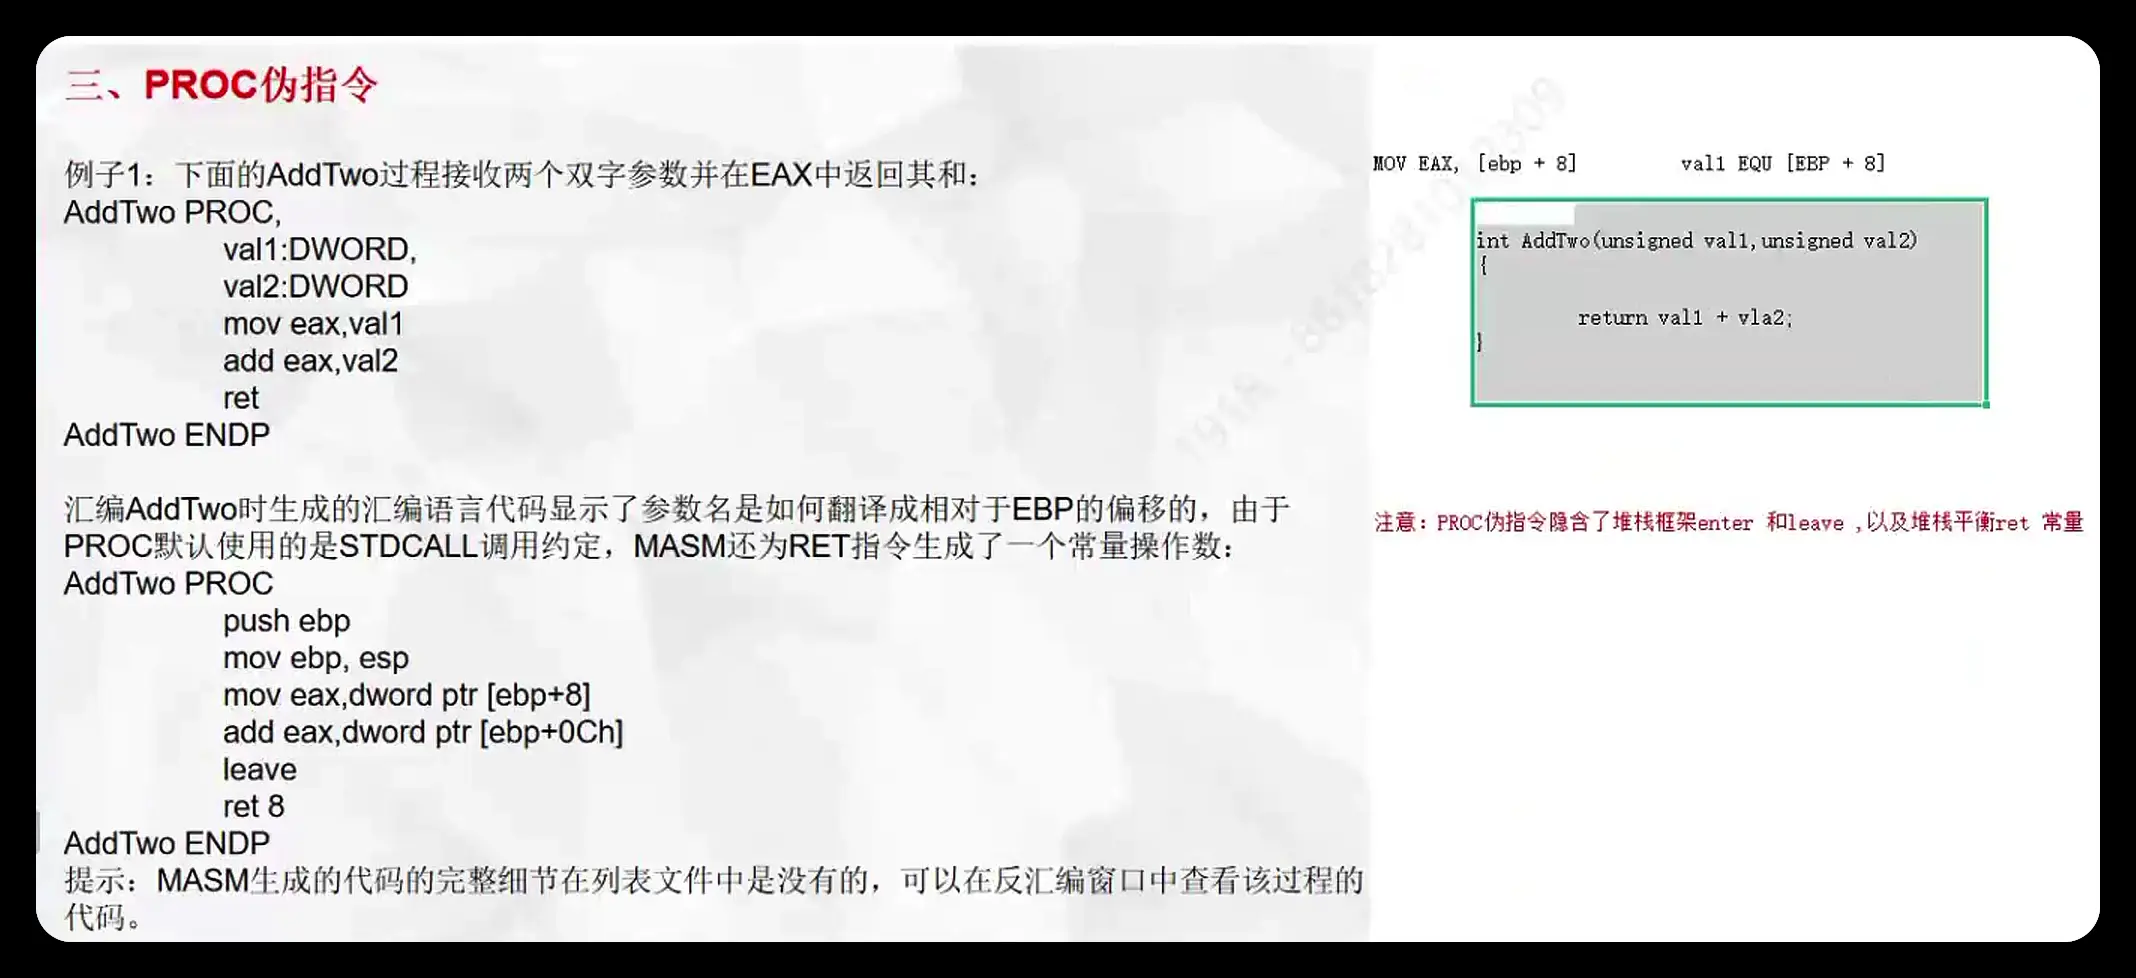 三、PROC伪指令
例子1：下面的AddTwo过程接收两个双字参数并在EAX中返回其和：
AddTwo PROC,
val1:DWORD,
val2:DWORD
mov eax,val1
add eax,val2
ret
AddTwo ENDP
汇编AddTwo时生成的汇编语言代码显示了参数名是如何翻译成相对于EBP的偏移的，由于
PROC默认使用的是STDCALL调用约定，MASM还为RET指令生成了一个常量操作数：
AddTwo PROC
push ebp
mov ebp, esp
mov eax,dword ptr [ebp+8]
add eax,dword ptr [ebp+0Ch]
leave
ret 8
AddTwo ENDP
提示：MASM生成的代码的完整细节在列表文件中是没有的，可以在反汇编窗口中查看该过程的
代码。
MOV EAX, [ebp + 8] val1 EQU [EBP + 8]
int AddTwo(unsigned val1,unsigned val2)
{
return val1 + vla2;
}
注意：PROC伪指令隐含了堆栈框架enter 和leave ,以及堆栈平衡ret 常量